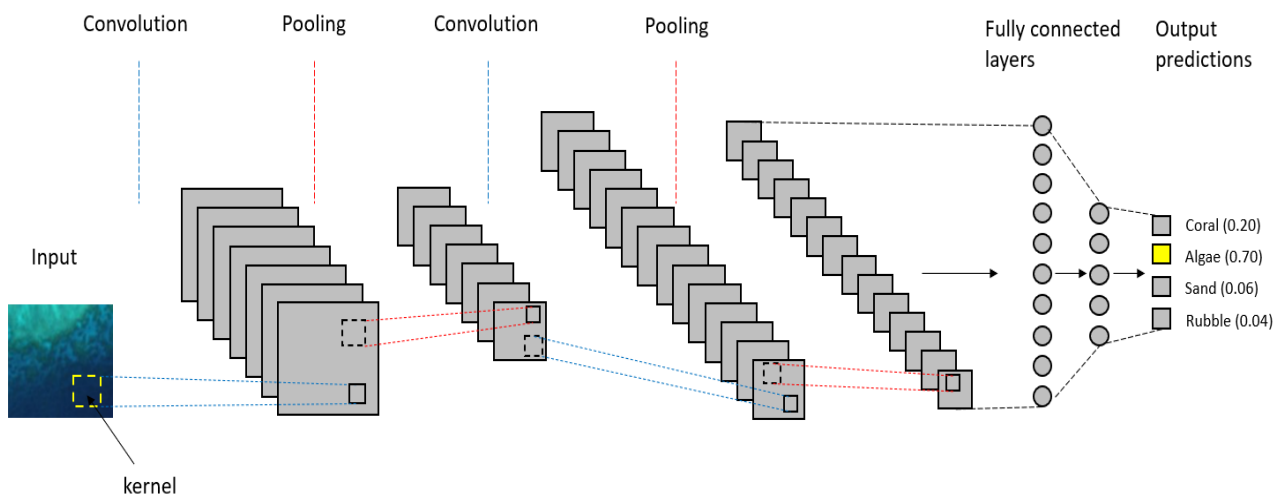 Convolution
Pooling
Convolution
Pooling
Fully connected
layers
Output
predictions
Input
kernel
Coral (0.20)
Algae (0.70)
Sand (0.06)
Rubble (0.04)